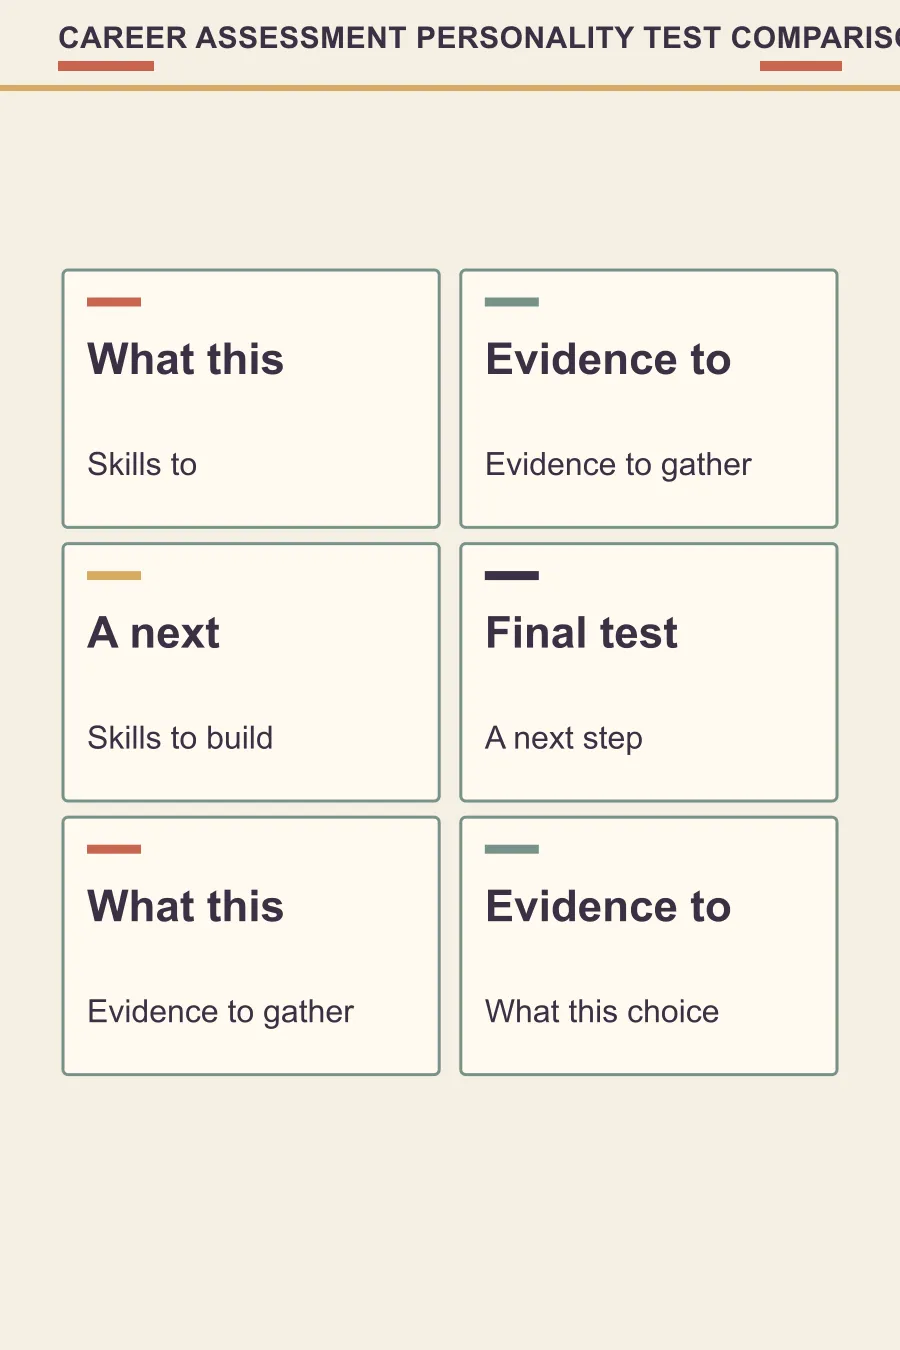 CAREER ASSESSMENT PERSONALITY TEST COMPARISO
What this
Skills to
Evidence to
Evidence to gather
A next
Skills to build
Final test
A next step
What this
Evidence to gather
Evidence to
What this choice